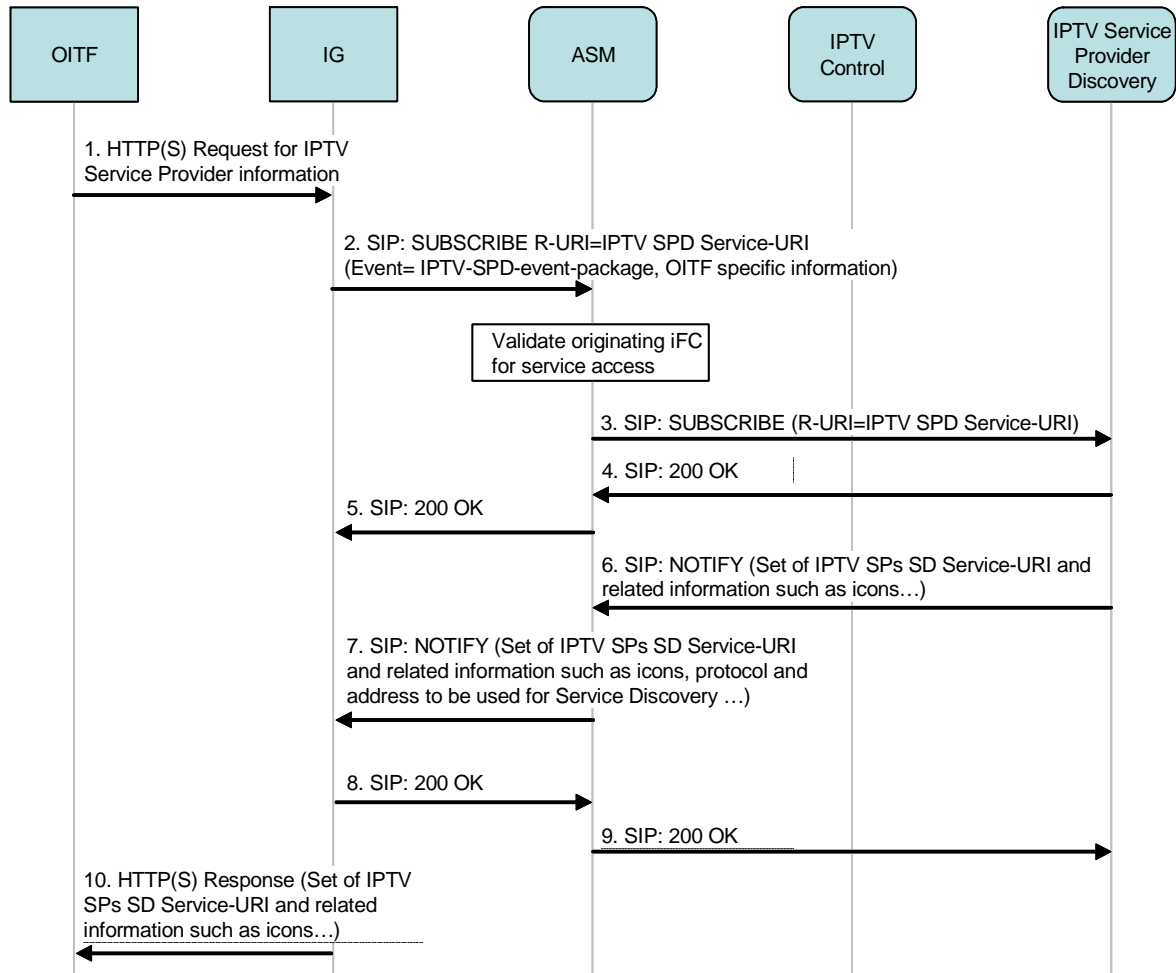 OITF
IG
ASM
IPTV
Control
IPTV Service
Provider
Discovery
1. HTTP(S) Request for IPTV
Service Provider information
2. SIP: SUBSCRIBE R-URI=IPTV SPD Service-URI
(Event= IPTV-SPD-event-package, OITF specific information)
Validate originating iFC
for service access
3. SIP: SUBSCRIBE (R-URI=IPTV SPD Service-URI)
4. SIP: 200 OK
5. SIP: 200 OK
6. SIP: NOTIFY (Set of IPTV SPs SD Service-URI and
related information such as icons…)
7. SIP: NOTIFY (Set of IPTV SPs SD Service-URI
and related information such as icons, protocol and
address to be used for Service Discovery …)
8. SIP: 200 OK
9. SIP: 200 OK
10. HTTP(S) Response (Set of IPTV
SPs SD Service-URI and related
information such as icons…)